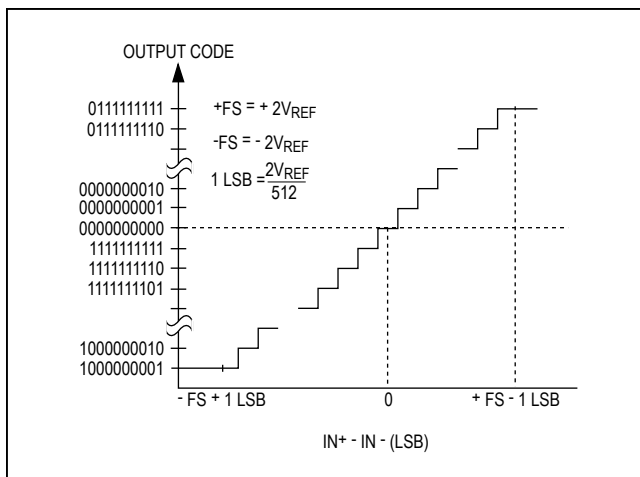 OUTPUT CODE
0111111111
0111111110
+FS = + 2VREF
-FS = - 2VREF
1 LSB = 2VREF
512
0000000010
0000000001
0000000000
1111111111
1111111110
1111111101
1000000010
1000000001
- FS + 1 LSB
0
+ FS - 1 LSB
IN+ - IN - (LSB)